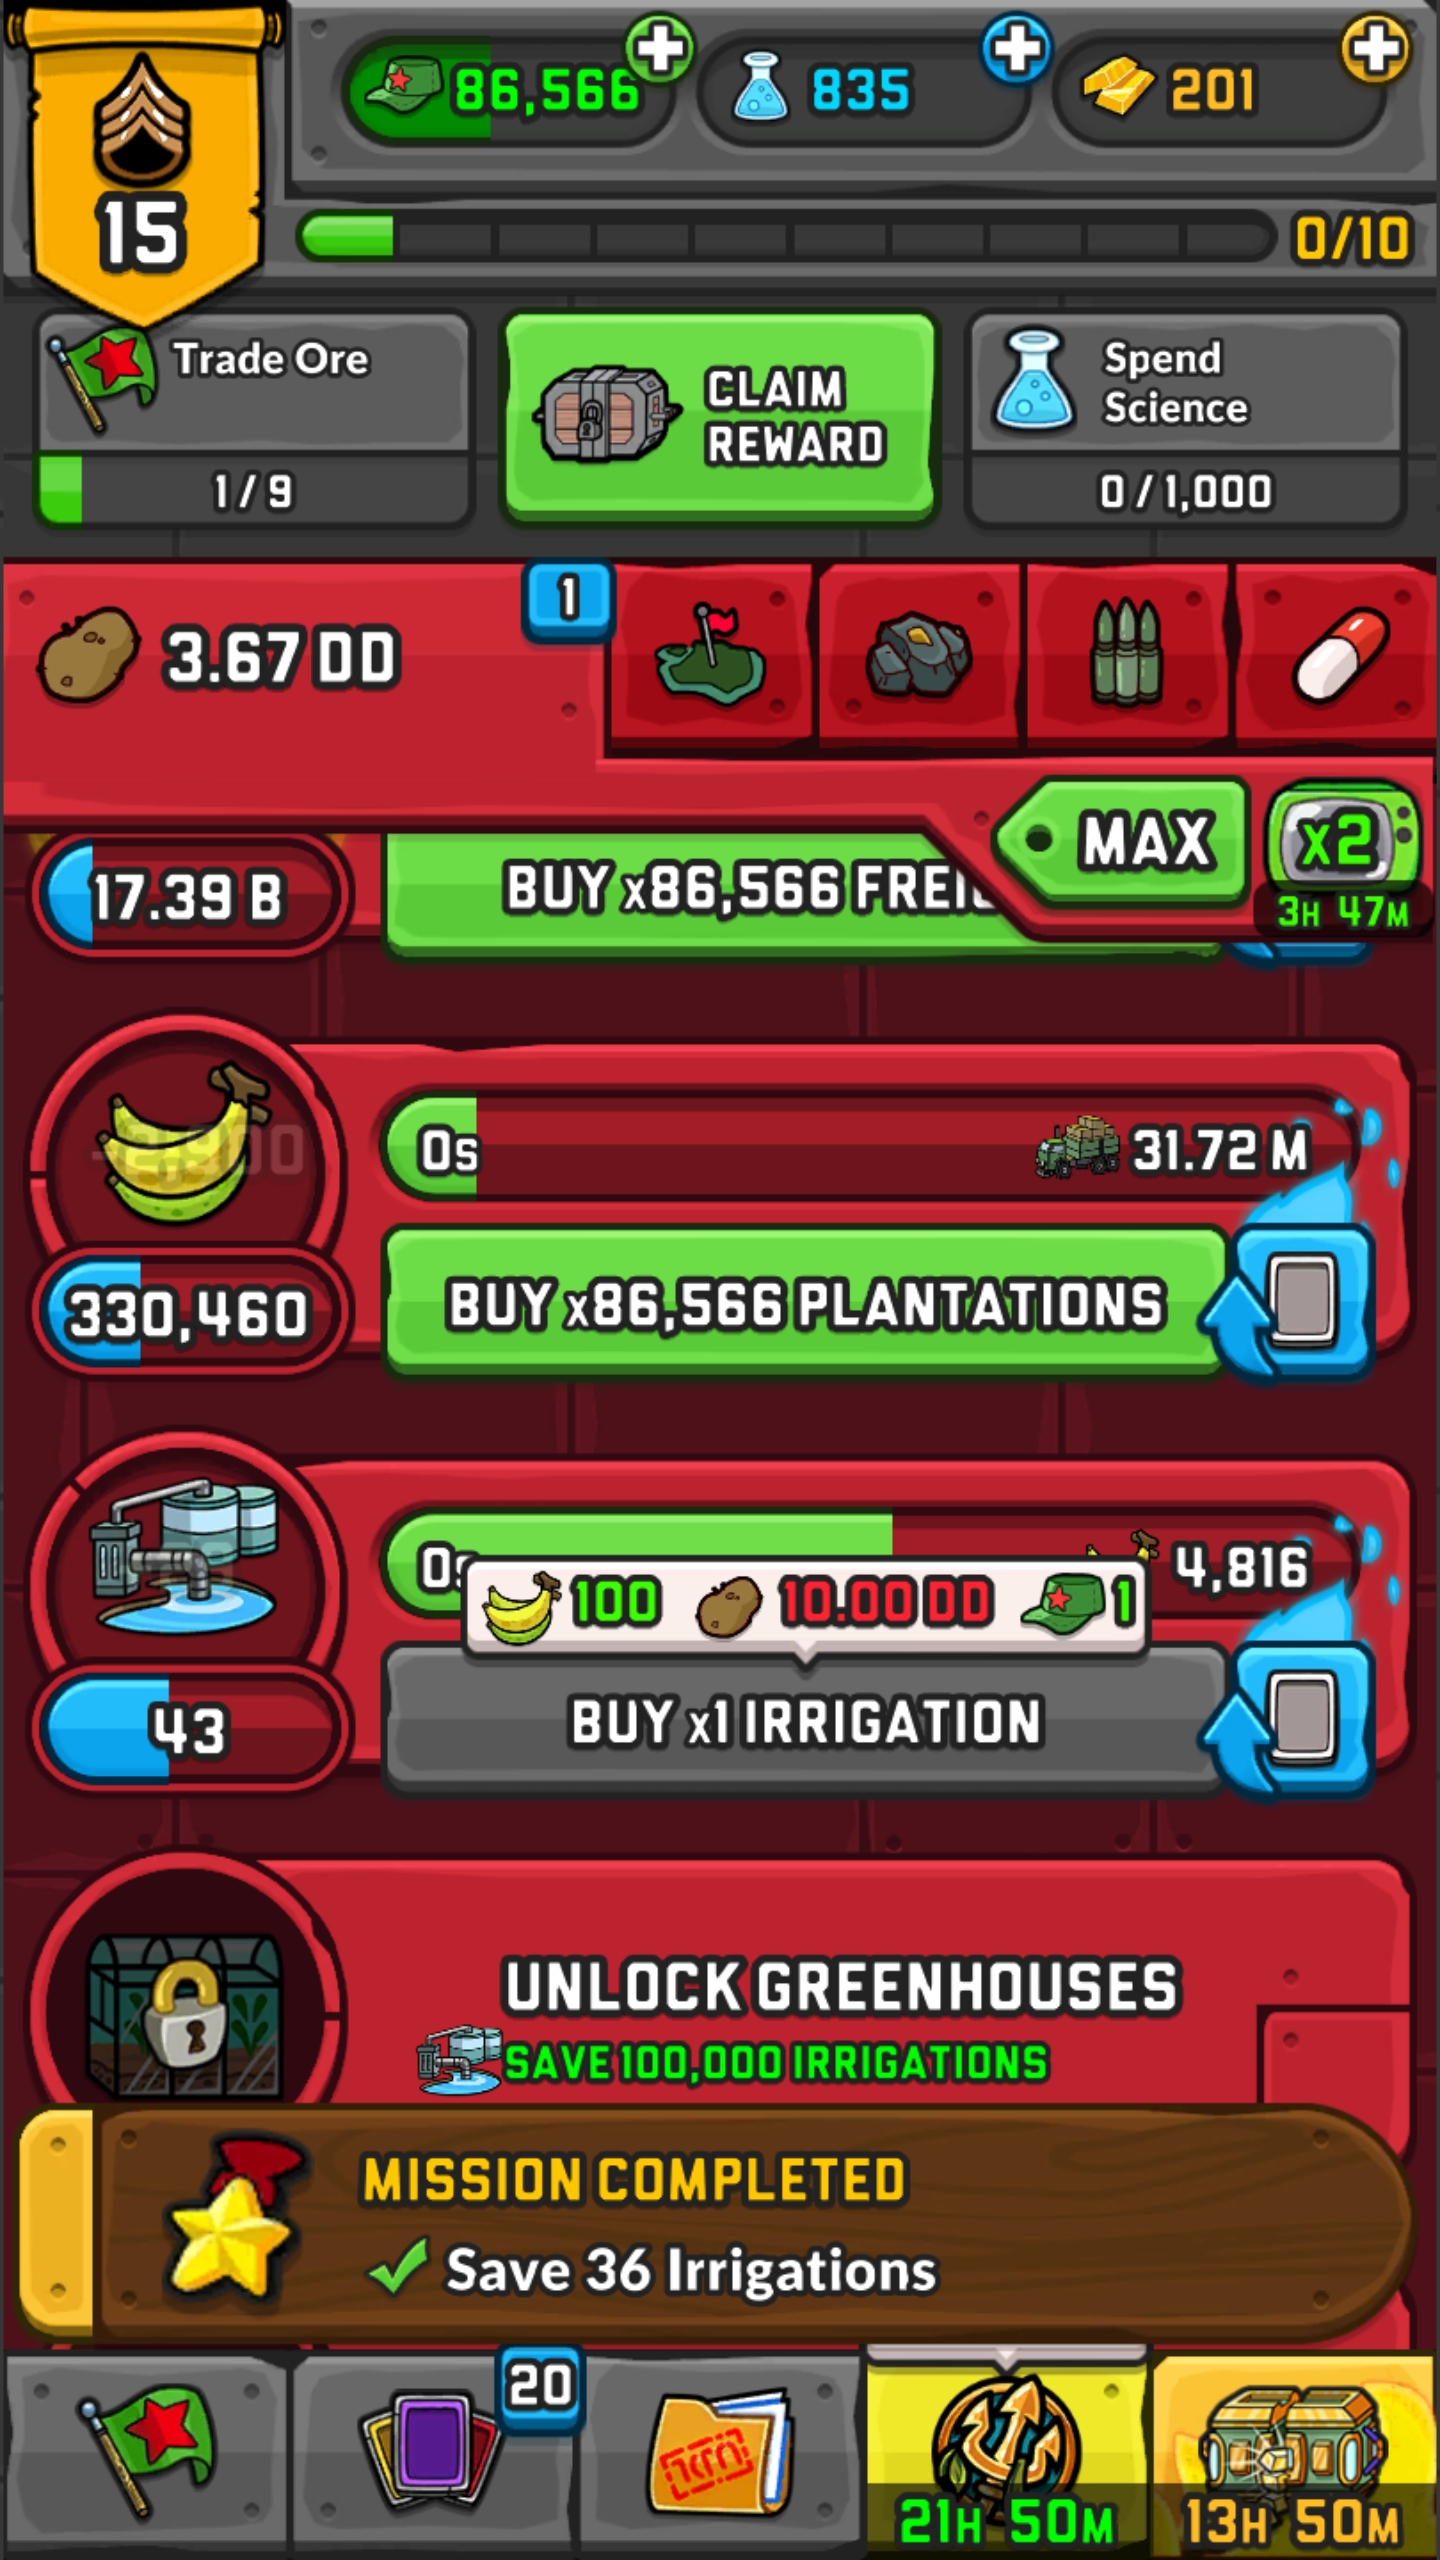 86,566
835
201
15
0/10
Trade Ore
1/9
CLAIM
REWARD
Spend
Science
0/1,000
3.67 DD
1
MAX
x2
3H 47M
17.39 B
BUY x86,566
0s
31.72 M
330,460
BUY x86,566 PLANTATIONS
4,816
100
10.00 DD
1
43
BUY x1 IRRIGATION
UNLOCK GREENHOUSES
SAVE 100,000 IRRIGATIONS
MISSION COMPLETED
Save 36 Irrigations
20
21H 50M
13H 50M